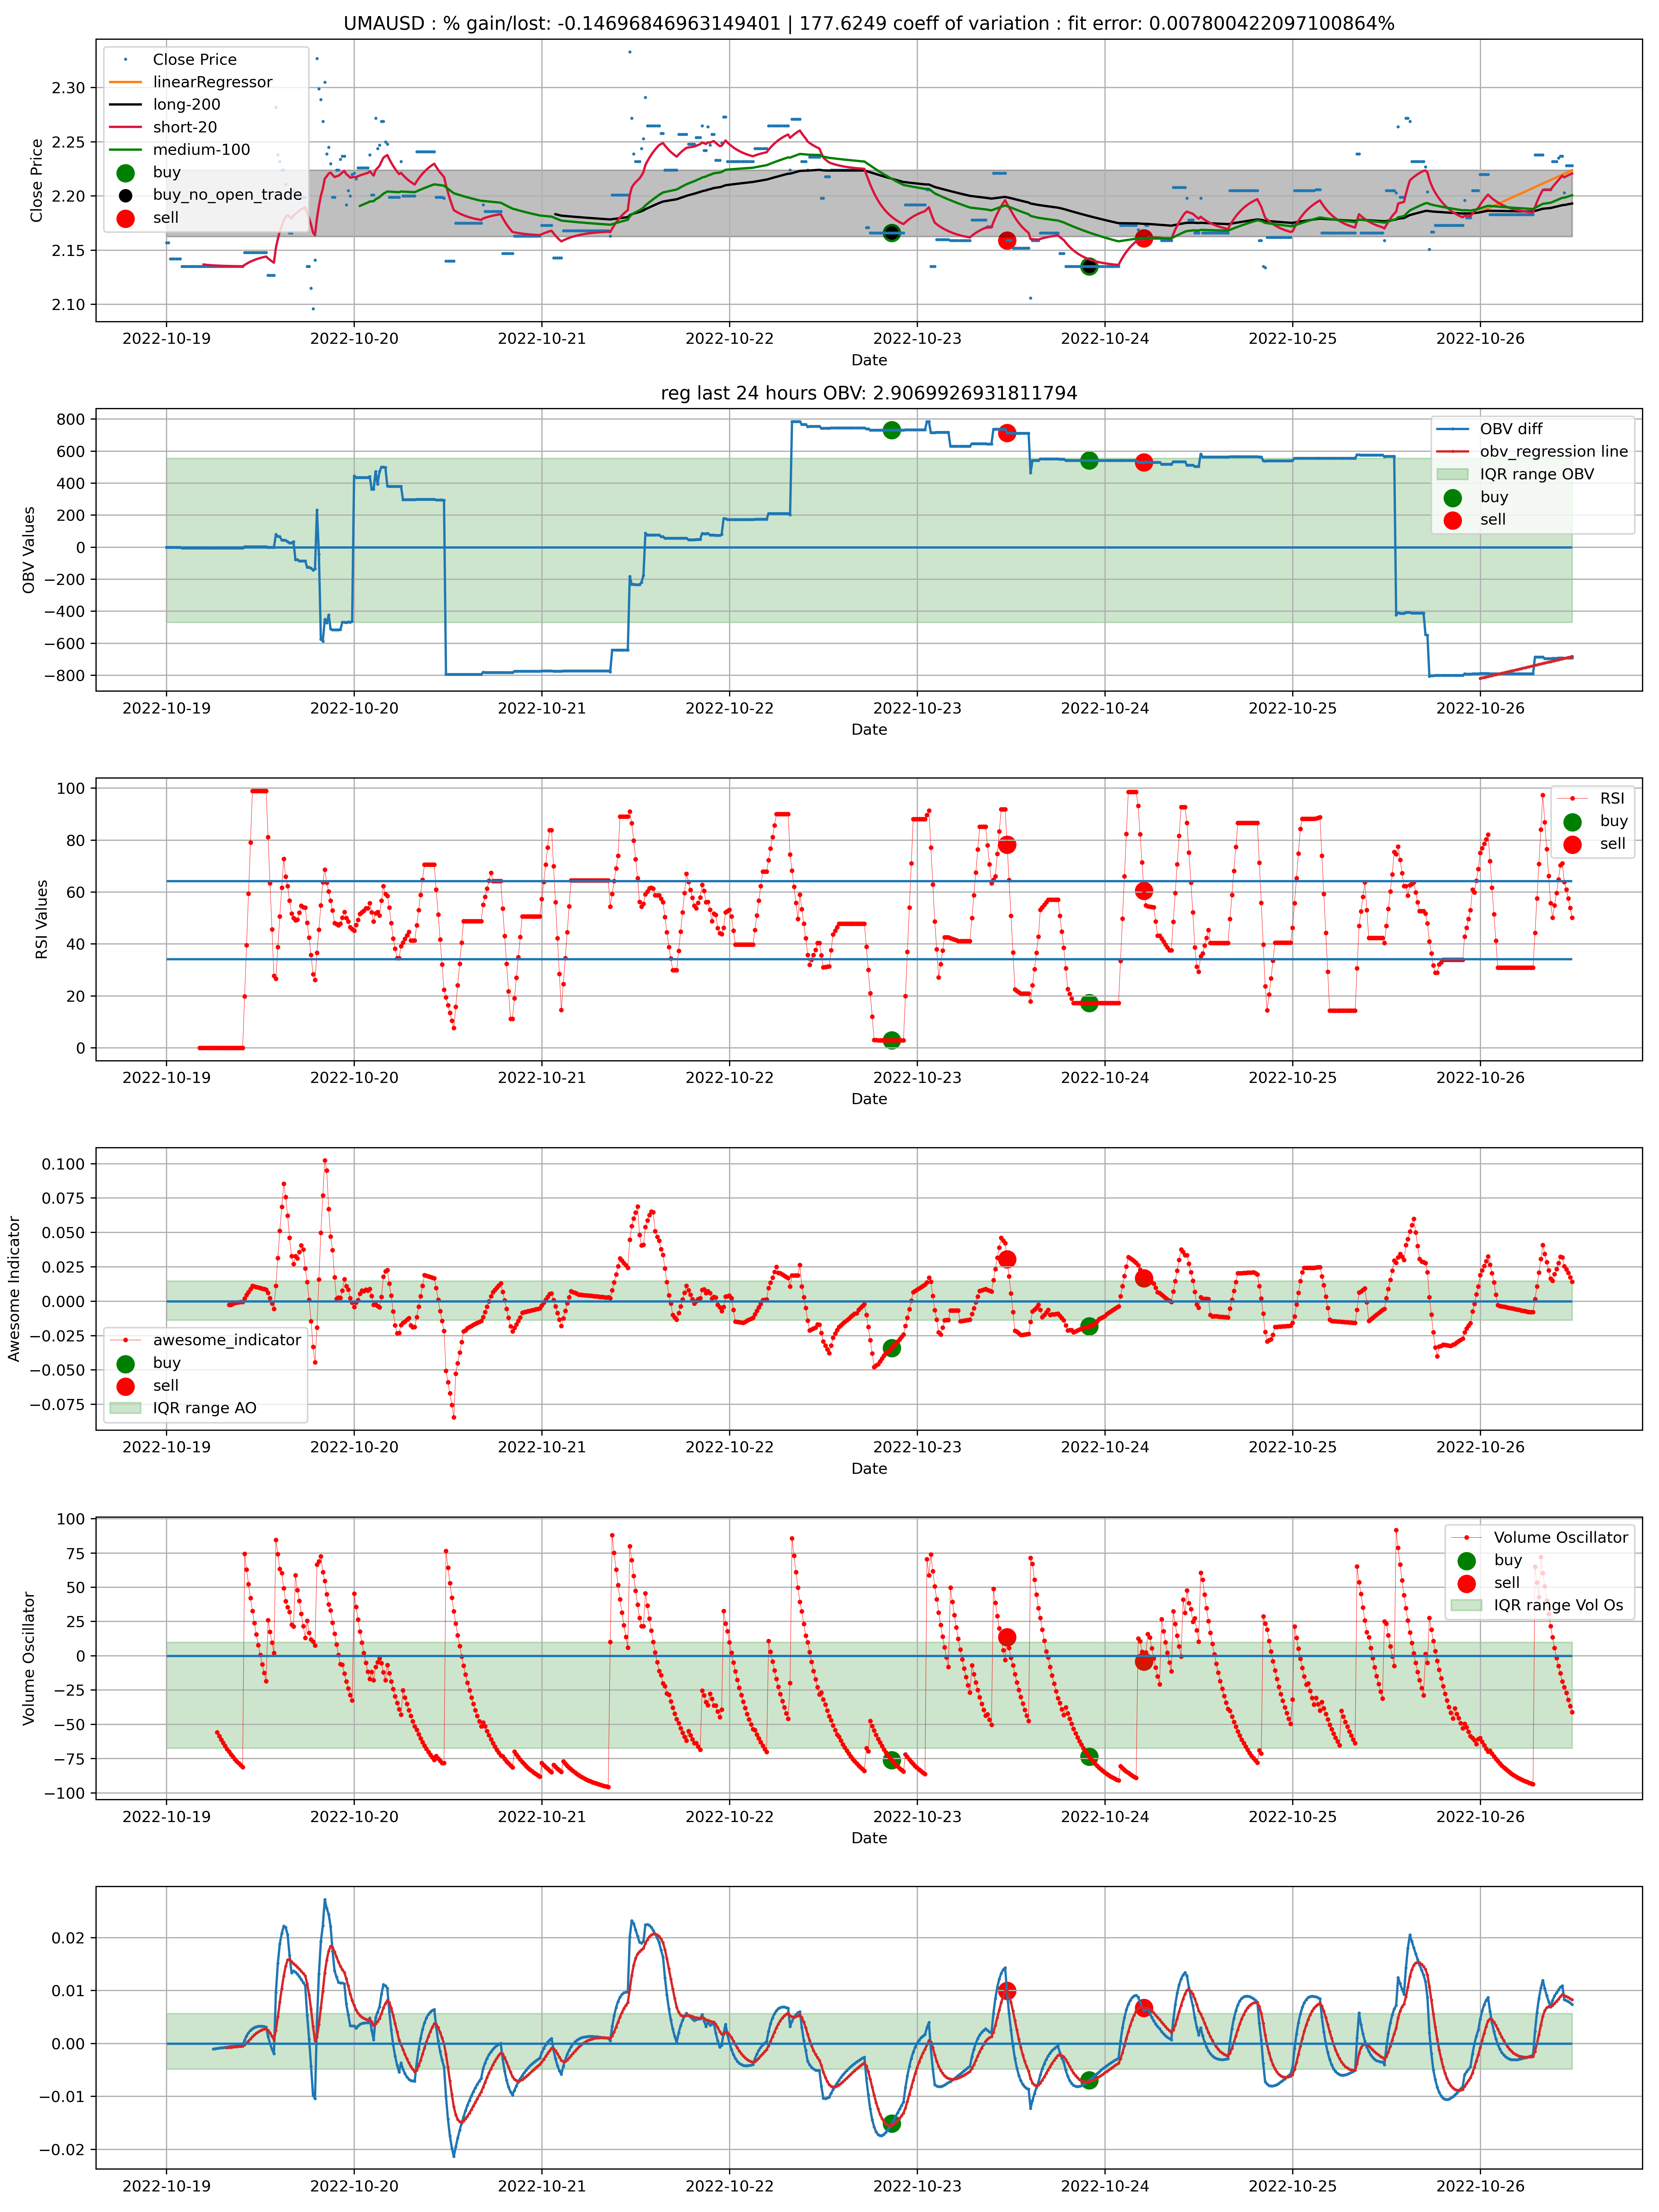 UMAUSD : % gain/lost: -0.14696846963149401 | 177.6249 coeff of variation : fit error: 0.007800422097100864%
Close Price
linearRegressor
long-200
short-20
medium-100
buy
buy_no_open_trade
sell
Close Price
2.30
2.25
2.20
2.15
2.10
2022-10-19 2022-10-20 2022-10-21 2022-10-22 2022-10-23 2022-10-24 2022-10-25 2022-10-26
Date
reg last 24 hours OBV: 2.9069926931811794
OBV diff
obv_regression line
IQR range OBV
buy
sell
OBV Values
800
600
400
200
0
−200
−400
−600
−800
2022-10-19 2022-10-20 2022-10-21 2022-10-22 2022-10-23 2022-10-24 2022-10-25 2022-10-26
Date
RSI
buy
sell
RSI Values
100
80
60
40
20
0
2022-10-19 2022-10-20 2022-10-21 2022-10-22 2022-10-23 2022-10-24 2022-10-25 2022-10-26
Date
Awesome Indicator
0.100
0.075
0.050
0.025
0.000
−0.025
−0.050
−0.075
awesome_indicator
buy
sell
IQR range AO
2022-10-19 2022-10-20 2022-10-21 2022-10-22 2022-10-23 2022-10-24 2022-10-25 2022-10-26
Date
Volume Oscillator
buy
sell
IQR range Vol Os
Volume Oscillator
100
75
50
25
0
−25
−50
−75
−100
2022-10-19 2022-10-20 2022-10-21 2022-10-22 2022-10-23 2022-10-24 2022-10-25 2022-10-26
Date
0.02
0.01
0.00
−0.01
−0.02
2022-10-19 2022-10-20 2022-10-21 2022-10-22 2022-10-23 2022-10-24 2022-10-25 2022-10-26